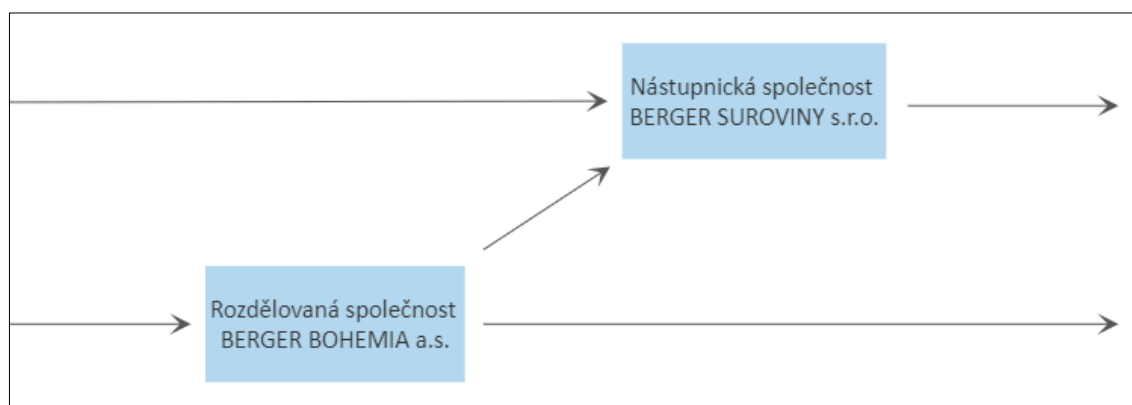 Nástupnická společnost
BERGER SUROVINY s.r.o.
Rozdělovaná společnost
BERGER BOHEMIA a.s.